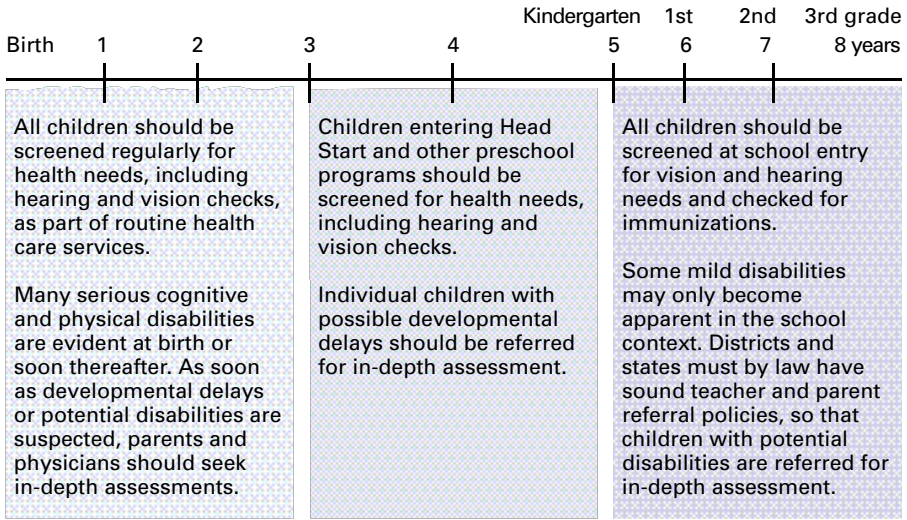 Kindergarten 1st 2nd 3rd grade
Birth 1 2 3 4 5 6 7 8 years
All children should be
screened regularly for
health needs, including
hearing and vision checks,
as part of routine health
care services.
Many serious cognitive
and physical disabilities
are evident at birth or
soon thereafter. As soon
as developmental delays
or potential disabilities are
suspected, parents and
physicians should seek
in-depth assessments.
Children entering Head
Start and other preschool
programs should be
screened for health needs,
including hearing and
vision checks.
Individual children with
possible developmental
delays should be referred
for in-depth assessment.
All children should be
screened at school entry
for vision and hearing
needs and checked for
immunizations.
Some mild disabilities
may only become
apparent in the school
context. Districts and
states must by law have
sound teacher and parent
referral policies, so that
children with potential
disabilities are referred for
in-depth assessment.